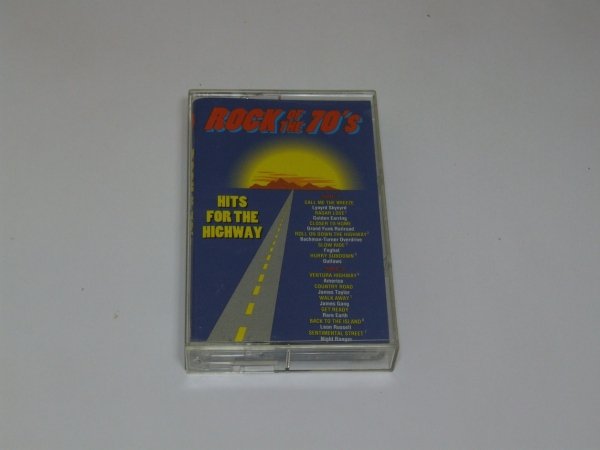 ROCK OF THE 70's
HITS
FOR THE
HIGHWAY
CALL ME THE BREEZE
Lynyrd Skynyrd
RADAR LOVE
Golden Earring
CLOSER TO HOME
Grand Funk Railroad
ROLL ON DOWN THE HIGHWAY
Bachman-Turner Overdrive
SLOW RIDE
Foghat
HURRY SUNDOWN
Outlaws
VENTURA HIGHWAY
America
COUNTRY ROAD
James Taylor
WALK AWAY
James Gang
GET READY
Rare Earth
BACK TO THE ISLAND
Leon Russell
SENTIMENTAL STREET
Night Ranger